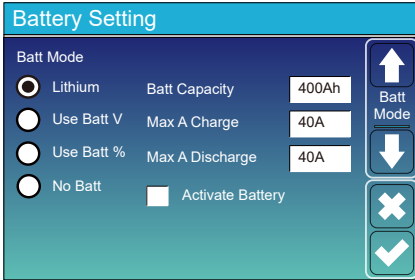 Battery Setting
Batt Mode
Lithium
Batt Capacity
400Ah
Use Batt V
Max A Charge
40A
Use Batt %
Max A Discharge
40A
No Batt
Activate Battery
Batt
Mode